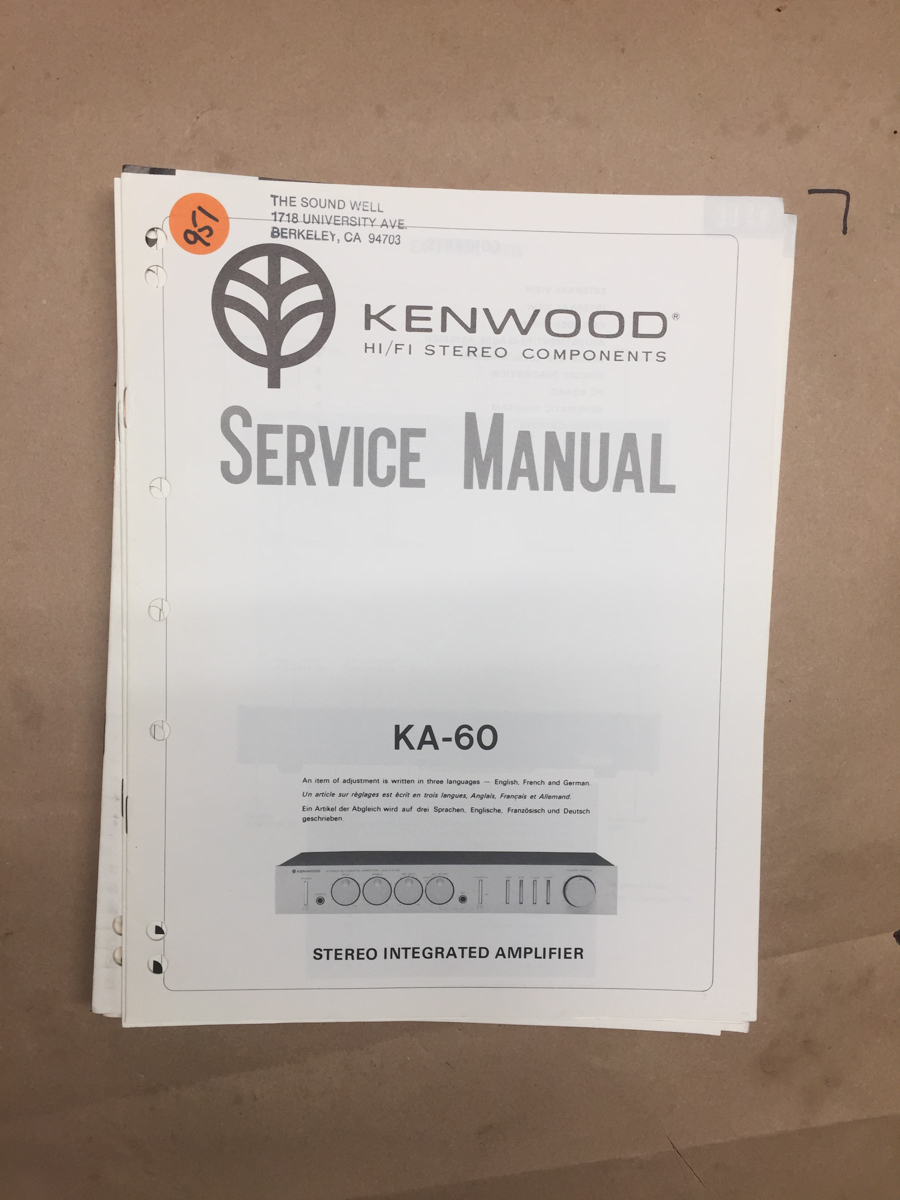 951
THE SOUND WELL
1718 UNIVERSITY AVE.
BERKELEY, CA 94703
KENWOOD®
HI/FI STEREO COMPONENTS
SERVICE MANUAL
KA-60
An item of adjustment is written in three languages — English, French and German.
Un article sur réglages est écrit en trois langues, Anglais, Français et Allemand.
Ein Artikel der Abgleich wird auf drei Sprachen, Englische, Französisch und Deutsch
geschrieben.
KENWOOD
STEREO INTEGRATED AMPLIFIER